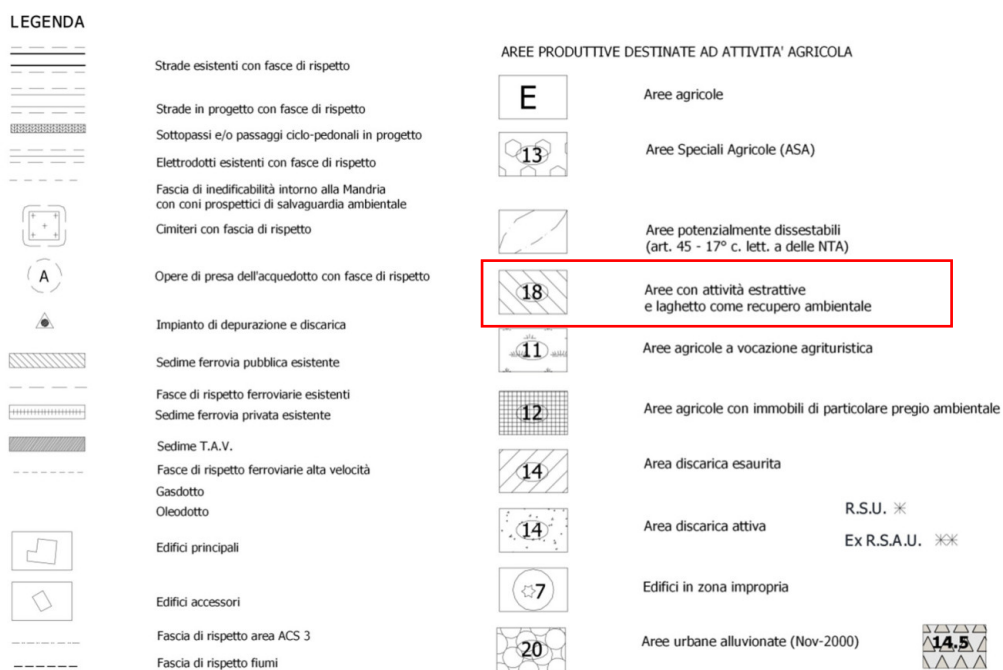 LEGENDA
Strade esistenti con fasce di rispetto
Strade in progetto con fasce di rispetto
Sottopassi e/o passaggi ciclo-pedonali in progetto
Elettrodotti esistenti con fasce di rispetto
Fascia di inedificabilità intorno alla Mandria
con coni prospettici di salvaguardia ambientale
Cimiteri con fascia di rispetto
A
Opere di presa dell'acquedotto con fasce di rispetto
Impianto di depurazione e discarica
Sedime ferrovia pubblica esistente
Fasce di rispetto ferroviarie esistenti
Sedime ferrovia privata esistente
Sedime T.A.V.
Fasce di rispetto ferroviarie alta velocità
Gasdotto
Oleodotto
Edifici principali
Edifici accessori
Fascia di rispetto area ACS 3
Fascia di rispetto fiumi
AREE PRODUTTIVE DESTINATE AD ATTIVITA' AGRICOLA
E
Aree agricole
13
Aree Speciali Agricole (ASA)
Aree potenzialmente dissestabili
(art. 45 - 17° c. lett. a delle NTA)
18
Aree con attività estrattive
e laghetto come recupero ambientale
11
Aree agricole a vocazione agrituristica
12
Aree agricole con immobili di particolare pregio ambientale
14
Area discarica esaurita
14
Area discarica attiva
R.S.U.
Ex R.S.A.U.
7
Edifici in zona impropria
20
Aree urbane alluvionate (Nov-2000)
14.5